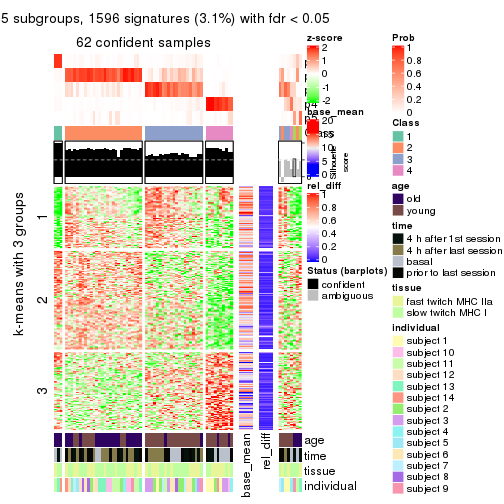 5 subgroups, 1596 signatures (3.1%) with fdr < 0.05
62 confident samples
k-means with 3 groups
1
2
3
z-score
2
1
0
-1
-2
base_mean
20
15
10
5
0
Silhouette
score
rel_diff
1
0.8
0.6
0.4
0.2
0
Status (barplots)
confident
ambiguous
age
time
tissue
individual
base_mean
rel_diff
Prob
1
0.8
0.6
0.4
0.2
0
Class
1
2
3
4
age
old
young
time
4 h after 1st session
4 h after last session
basal
prior to last session
tissue
fast twitch MHC IIa
slow twitch MHC I
individual
subject 1
subject 10
subject 11
subject 12
subject 13
subject 14
subject 2
subject 3
subject 4
subject 5
subject 6
subject 7
subject 8
subject 9